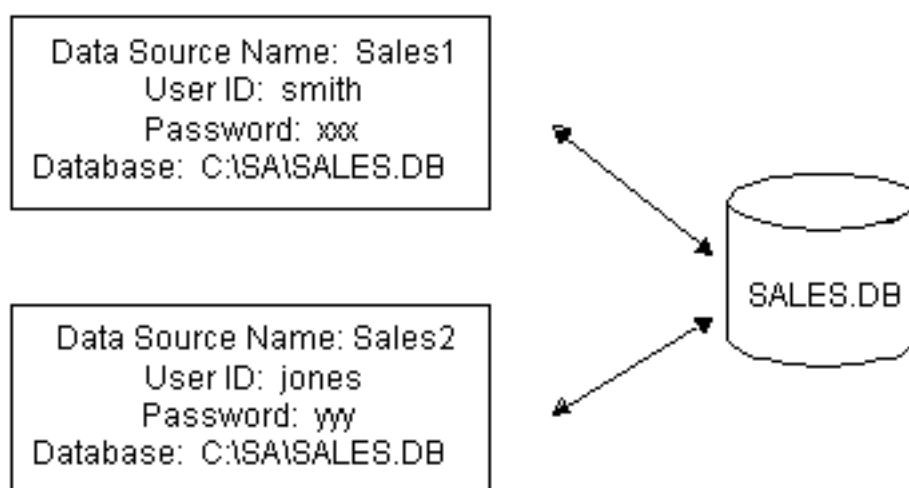 Data Source Name: Sales1
User ID: smith
Password: xxx
Database: C:\SA\SALES.DB
SALES.DB
Data Source Name: Sales2
User ID: jones
Password: yyy
Database: C:\SA\SALES.DB